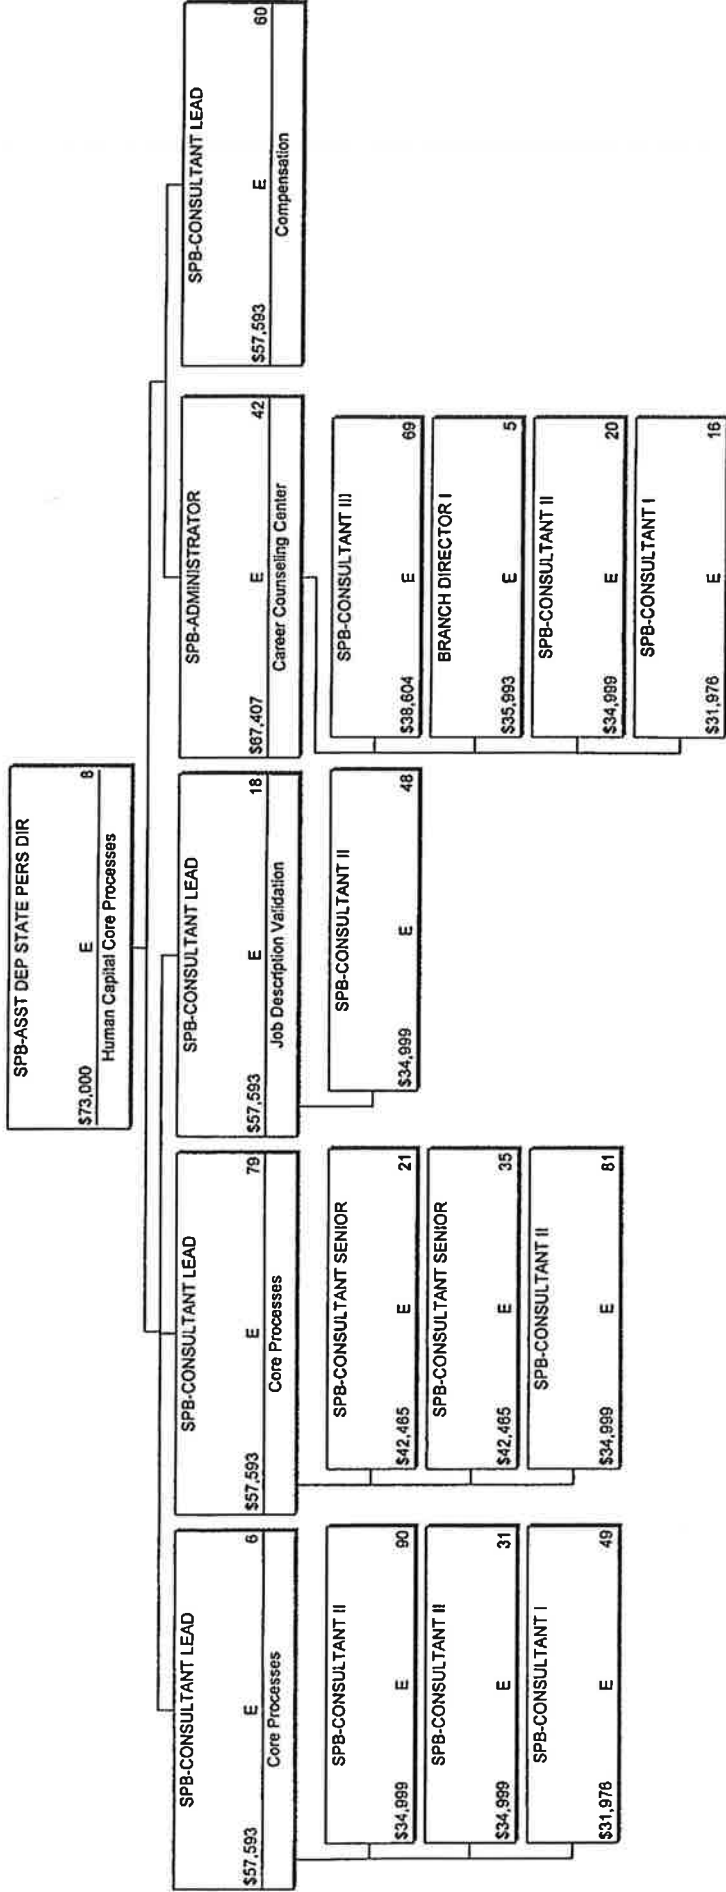 SPB-ASST DEP STATE PERS DIR
$73,000 E 8
Human Capital Core Processes
SPB-CONSULTANT LEAD
$57,593 E 6
Core Processes
SPB-CONSULTANT II
$34,999 E 90
SPB-CONSULTANT II
$34,999 E 31
SPB-CONSULTANT I
$31,976 E 49
SPB-CONSULTANT LEAD
$57,593 E 79
Core Processes
SPB-CONSULTANT SENIOR
$42,465 E 21
SPB-CONSULTANT SENIOR
$42,465 E 35
SPB-CONSULTANT II
$34,999 E 81
SPB-CONSULTANT LEAD
$57,593 E 18
Job Description Validation
SPB-CONSULTANT II
$34,999 E 48
SPB-ADMINISTRATOR
$67,407 E 42
Career Counseling Center
SPB-CONSULTANT III
$38,604 E 69
BRANCH DIRECTOR I
$35,993 E 5
SPB-CONSULTANT II
$34,999 E 20
SPB-CONSULTANT I
$31,976 E 16
SPB-CONSULTANT LEAD
$57,593 E 60
Compensation